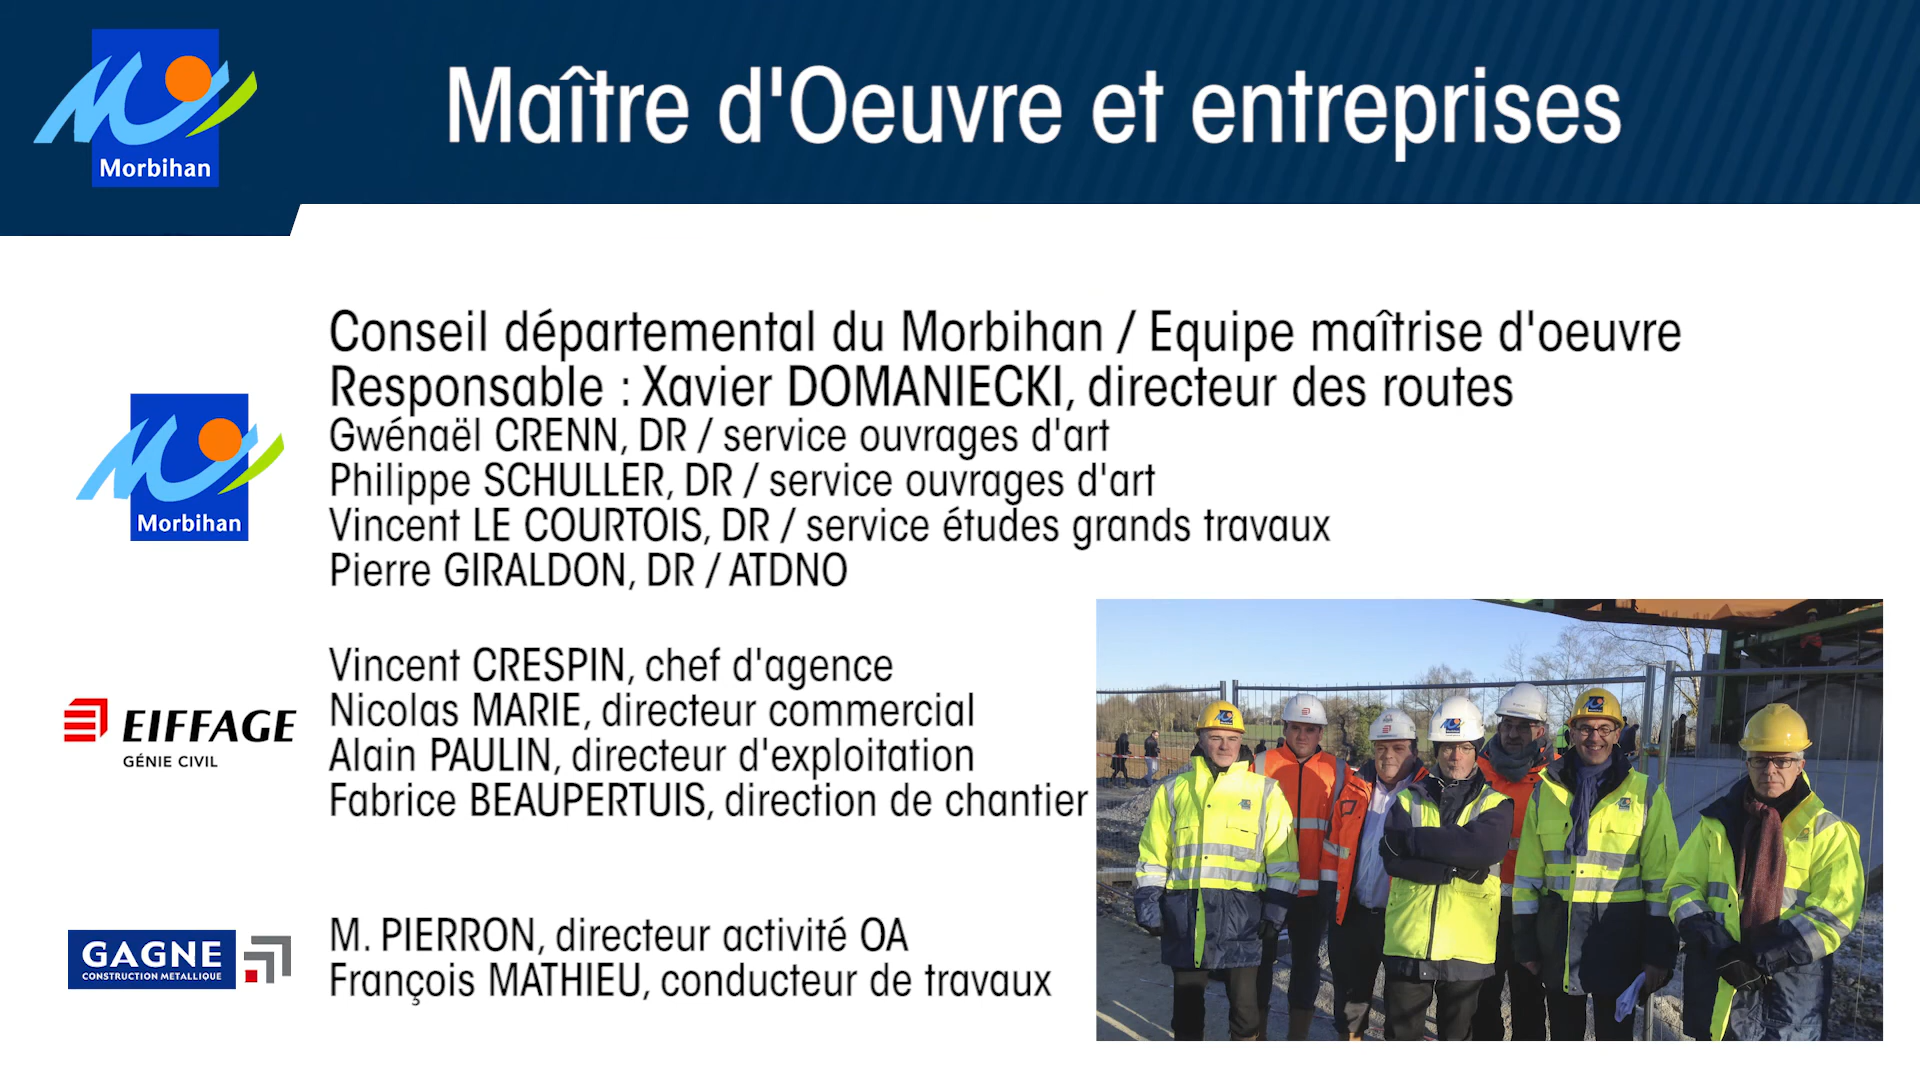 Morbihan
Maître d'Oeuvre et entreprises
Morbihan
Conseil départemental du Morbihan / Equipe maîtrise d'oeuvre
Responsable : Xavier DOMANIECKI, directeur des routes
Gwénaël CRENN, DR / service ouvrages d'art
Philippe SCHULLER, DR / service ouvrages d'art
Vincent LE COURTOIS, DR / service études grands travaux
Pierre GIRALDON, DR / ATDNO
EIFFAGE
GÉNIE CIVIL
Vincent CRESPIN, chef d'agence
Nicolas MARIE, directeur commercial
Alain PAULIN, directeur d'exploitation
Fabrice BEAUPERTUIS, direction de chantier
GAGNE
CONSTRUCTION METALLIQUE
M. PIERRON, directeur activité OA
François MATHIEU, conducteur de travaux